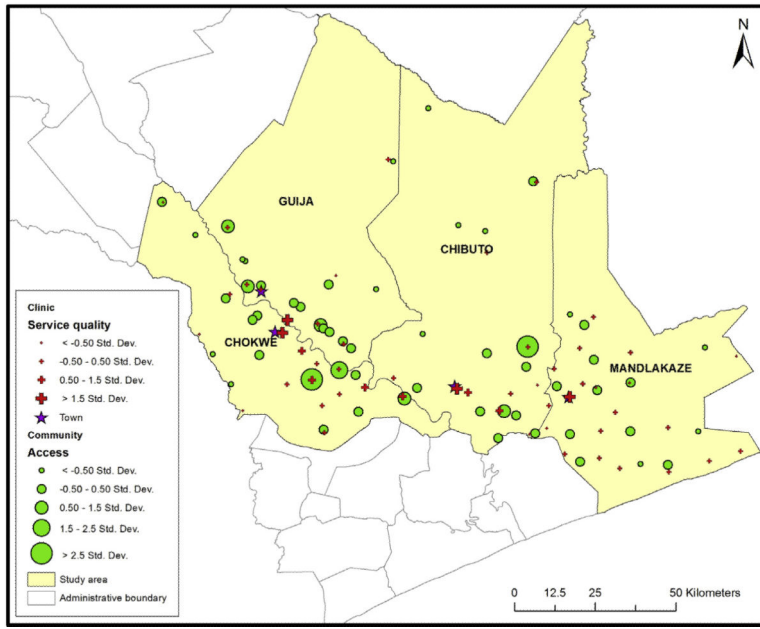 N
GUIJA
CHIBUTO
CHOKWE
MANDLAKAZE
Clinic
Service quality
< -0.50 Std. Dev.
-0.50 - 0.50 Std. Dev.
0.50 - 1.5 Std. Dev.
> 1.5 Std. Dev.
Town
Community
Access
< -0.50 Std. Dev.
-0.50 - 0.50 Std. Dev.
0.50 - 1.5 Std. Dev.
1.5 - 2.5 Std. Dev.
> 2.5 Std. Dev.
Study area
Administrative boundary
0 12.5 25 50 Kilometers